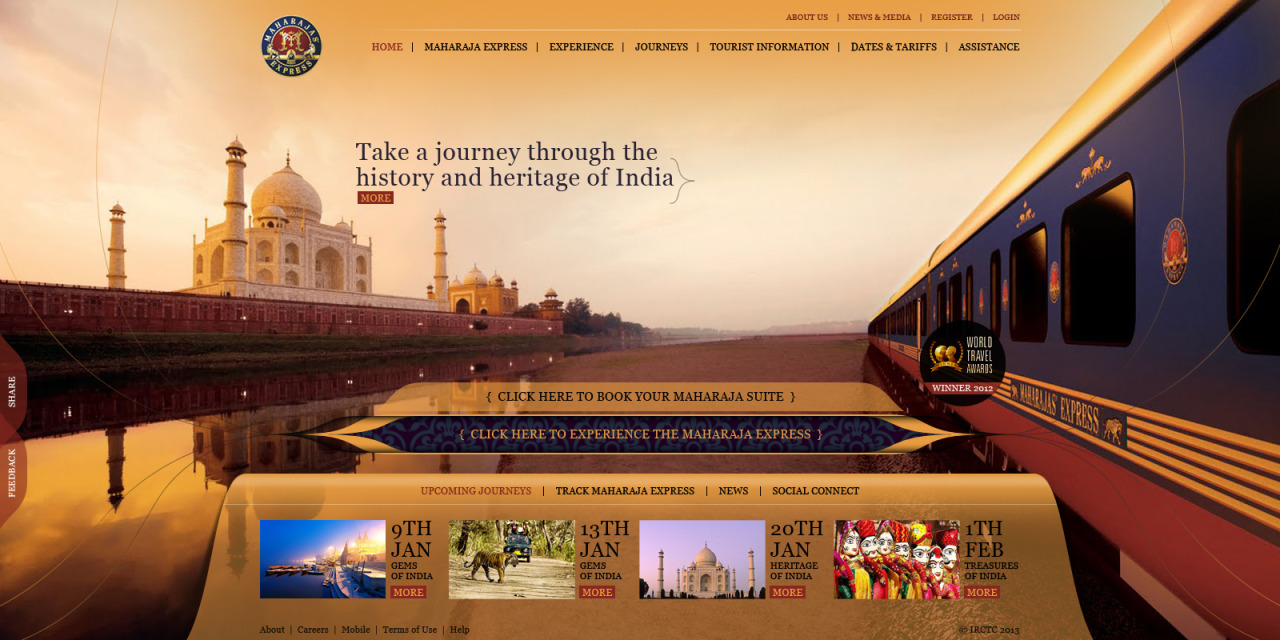 ABOUT US | NEWS & MEDIA | REGISTER | LOGIN
MAHARAJAS EXPRESS
HOME | MAHARAJA EXPRESS | EXPERIENCE | JOURNEYS | TOURIST INFORMATION | DATES & TARIFFS | ASSISTANCE
Take a journey through the
history and heritage of India
MORE
WORLD
TRAVEL
AWARDS
WINNER 2012
MAHARAJAS' EXPRESS
SHARE
FEEDBACK
{ CLICK HERE TO BOOK YOUR MAHARAJA SUITE }
{ CLICK HERE TO EXPERIENCE THE MAHARAJA EXPRESS }
UPCOMING JOURNEYS | TRACK MAHARAJA EXPRESS | NEWS | SOCIAL CONNECT
9TH
JAN
GEMS
OF INDIA
MORE
13TH
JAN
GEMS
OF INDIA
MORE
20TH
JAN
HERITAGE
OF INDIA
MORE
1TH
FEB
TREASURES
OF INDIA
MORE
About | Careers | Mobile | Terms of Use | Help
© IRCTC 2013